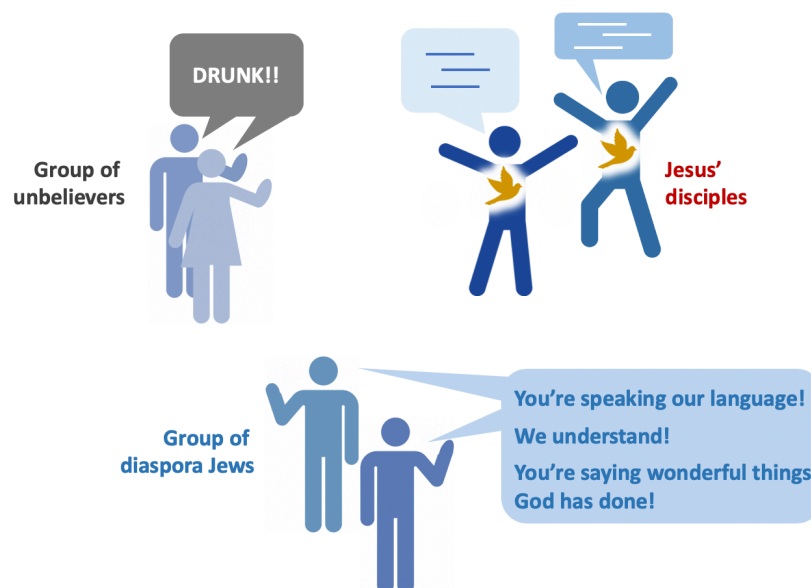 DRUNK!!
Group of
unbelievers
Jesus’
disciples
Group of
diaspora Jews
You’re speaking our language!
We understand!
You’re saying wonderful things
God has done!